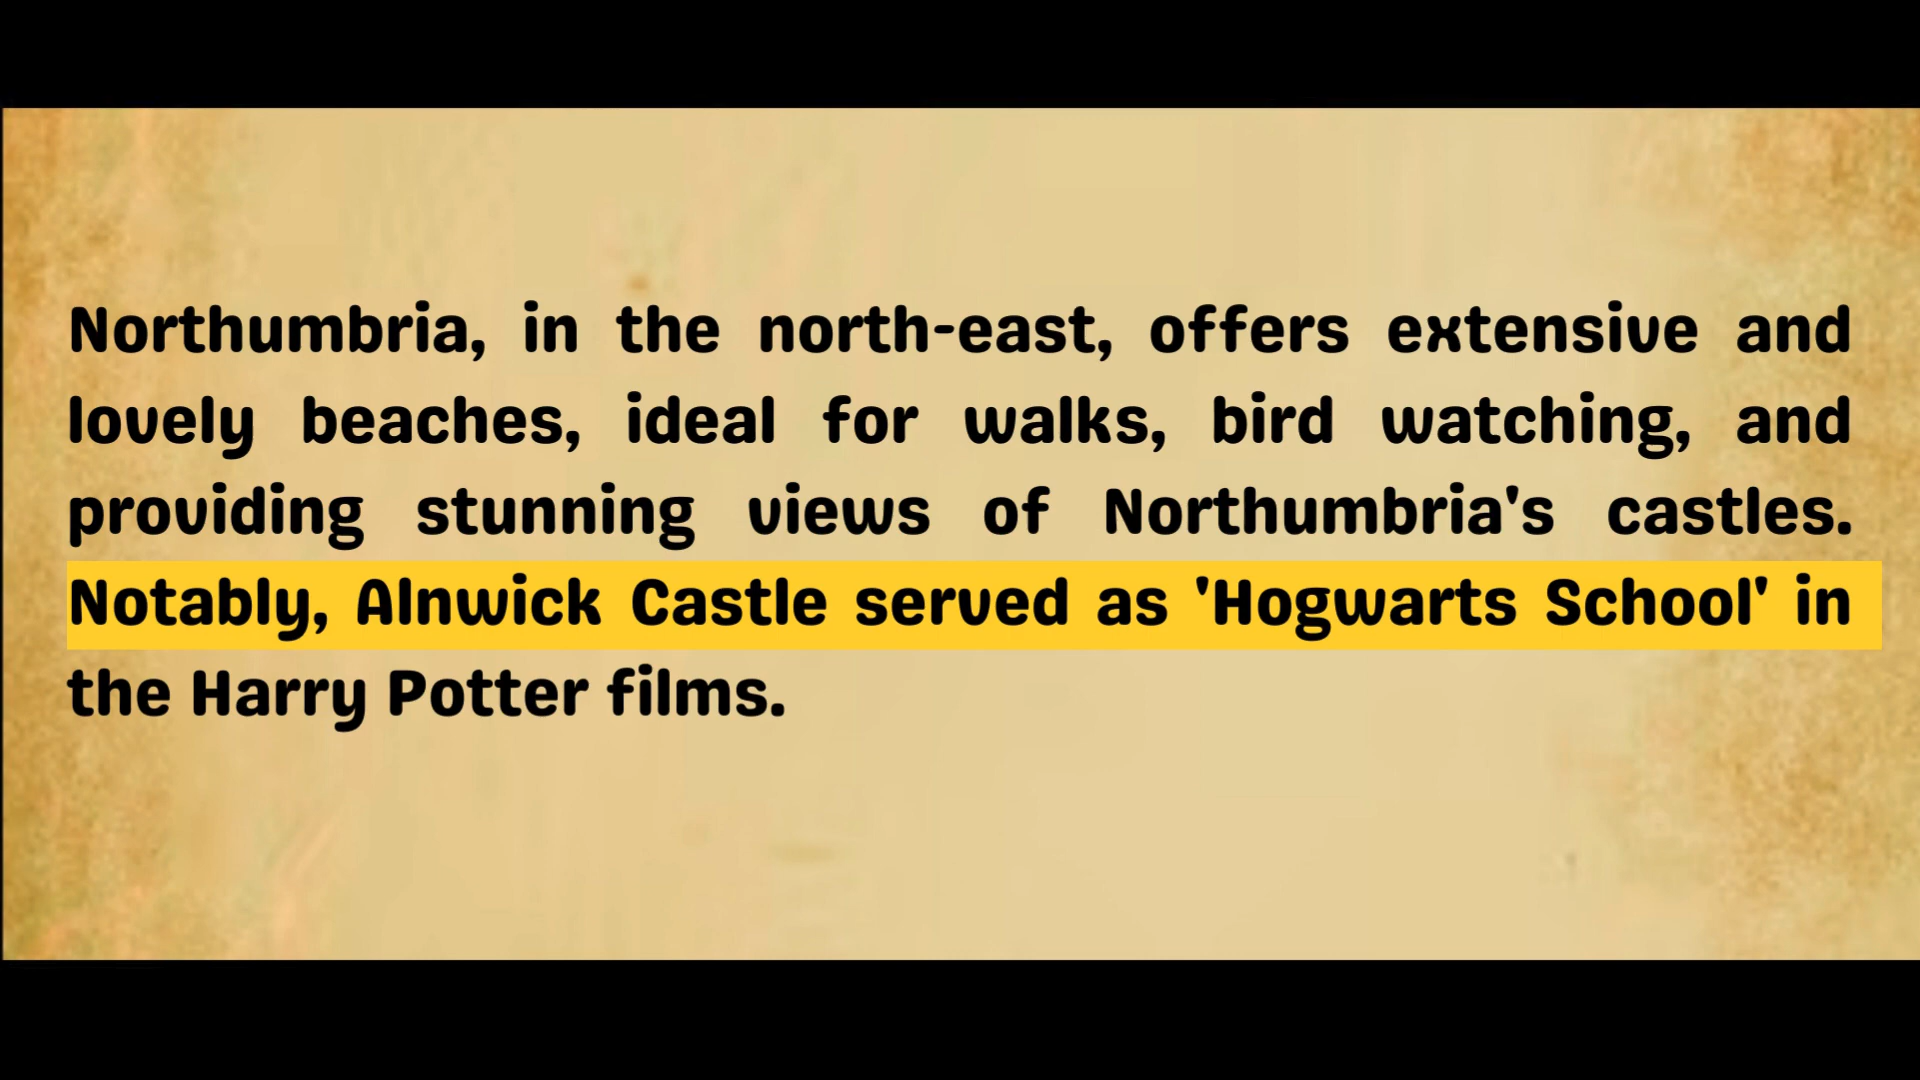 Northumbria, in the north-east, offers extensive and
lovely beaches, ideal for walks, bird watching, and
providing stunning views of Northumbria's castles.
Notably, Alnwick Castle served as 'Hogwarts School' in
the Harry Potter films.